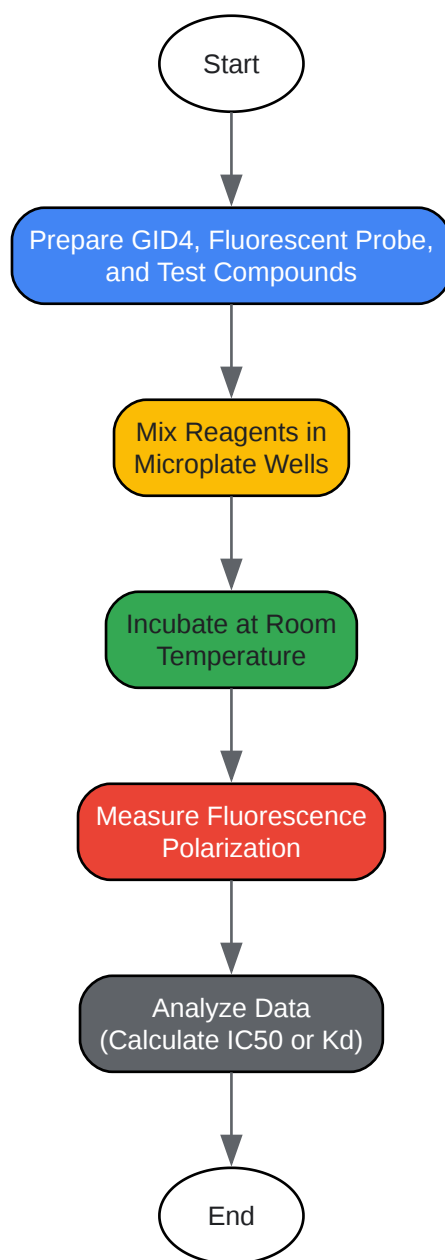 Start
Prepare GID4, Fluorescent Probe,
and Test Compounds
Mix Reagents in
Microplate Wells
Incubate at Room
Temperature
Measure Fluorescence
Polarization
Analyze Data
(Calculate IC50 or Kd)
End